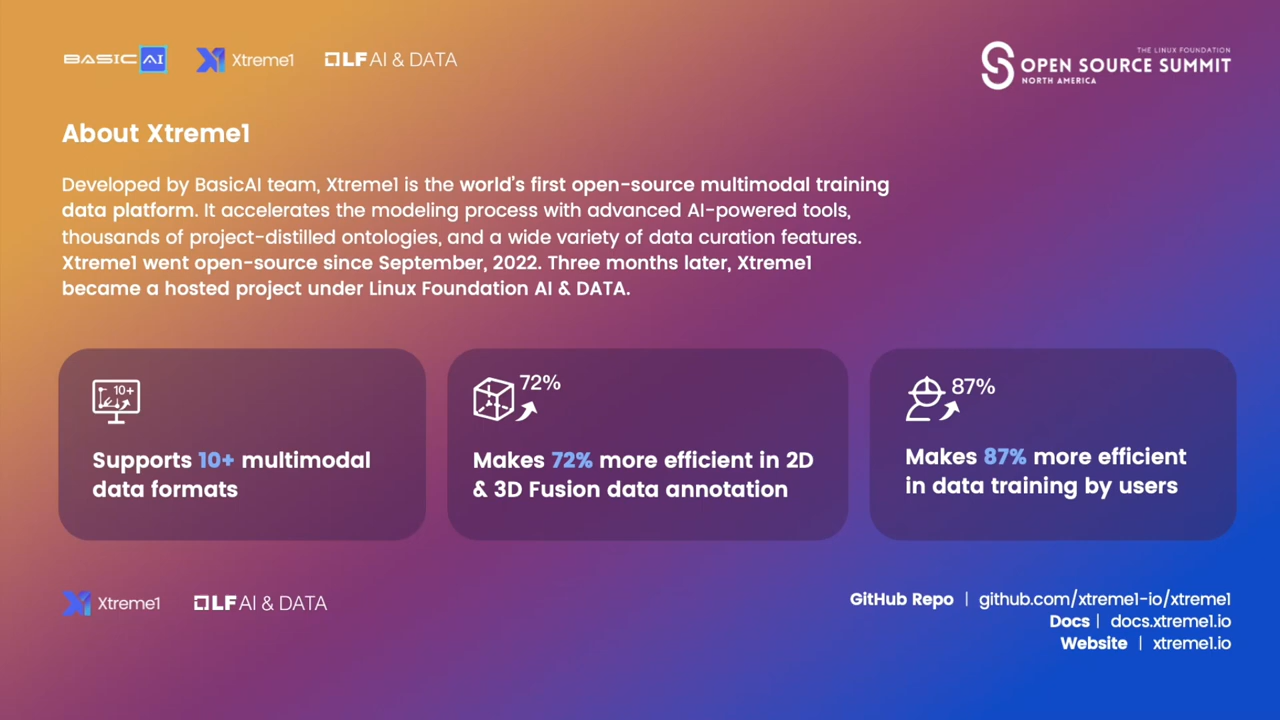 BASIC AI
Xtreme1
LF AI & DATA
THE LINUX FOUNDATION
OPEN SOURCE SUMMIT
NORTH AMERICA
About Xtreme1
Developed by BasicAI team, Xtreme1 is the world's first open-source multimodal training
data platform. It accelerates the modeling process with advanced AI-powered tools,
thousands of project-distilled ontologies, and a wide variety of data curation features.
Xtreme1 went open-source since September, 2022. Three months later, Xtreme1
became a hosted project under Linux Foundation AI & DATA.
10+
Supports 10+ multimodal
data formats
72%
Makes 72% more efficient in 2D
& 3D Fusion data annotation
87%
Makes 87% more efficient
in data training by users
Xtreme1
LF AI & DATA
GitHub Repo | github.com/xtreme1-io/xtreme1
Docs | docs.xtreme1.io
Website | xtreme1.io